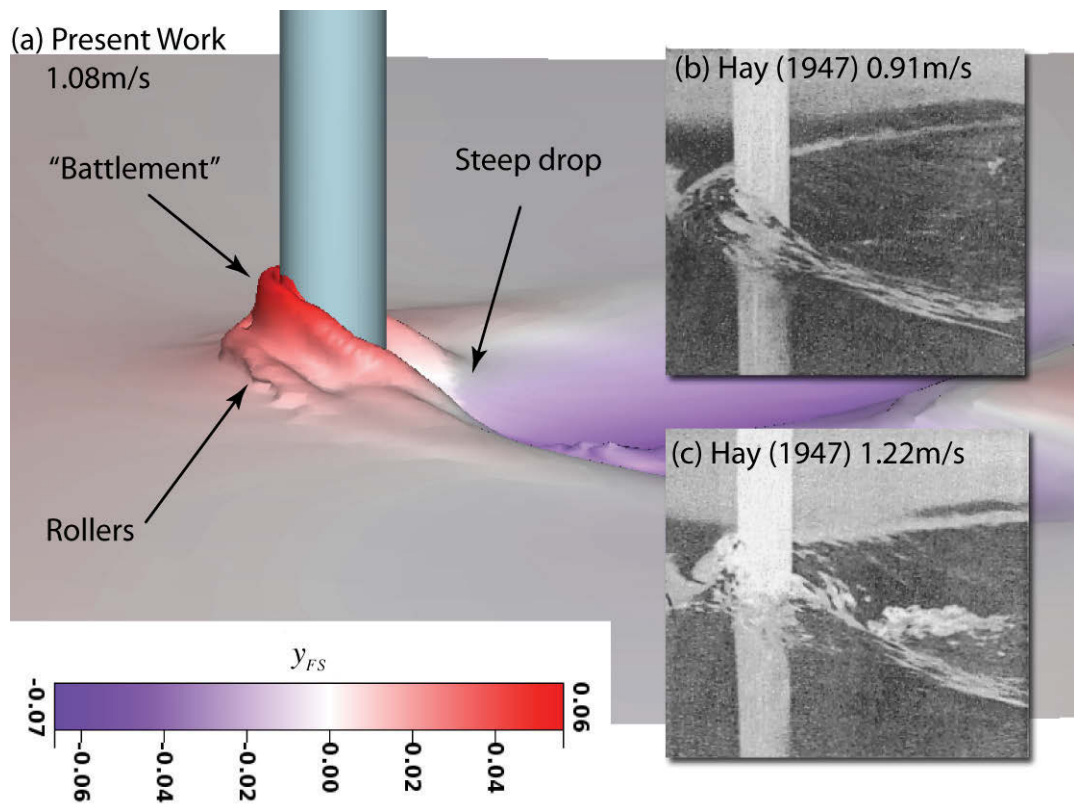 (a) Present Work
1.08m/s
“Battlement”
Steep drop
Rollers
(b) Hay (1947) 0.91m/s
(c) Hay (1947) 1.22m/s
y_FS
-0.07
0.06
-0.06
-0.04
-0.02
0.00
0.02
0.04